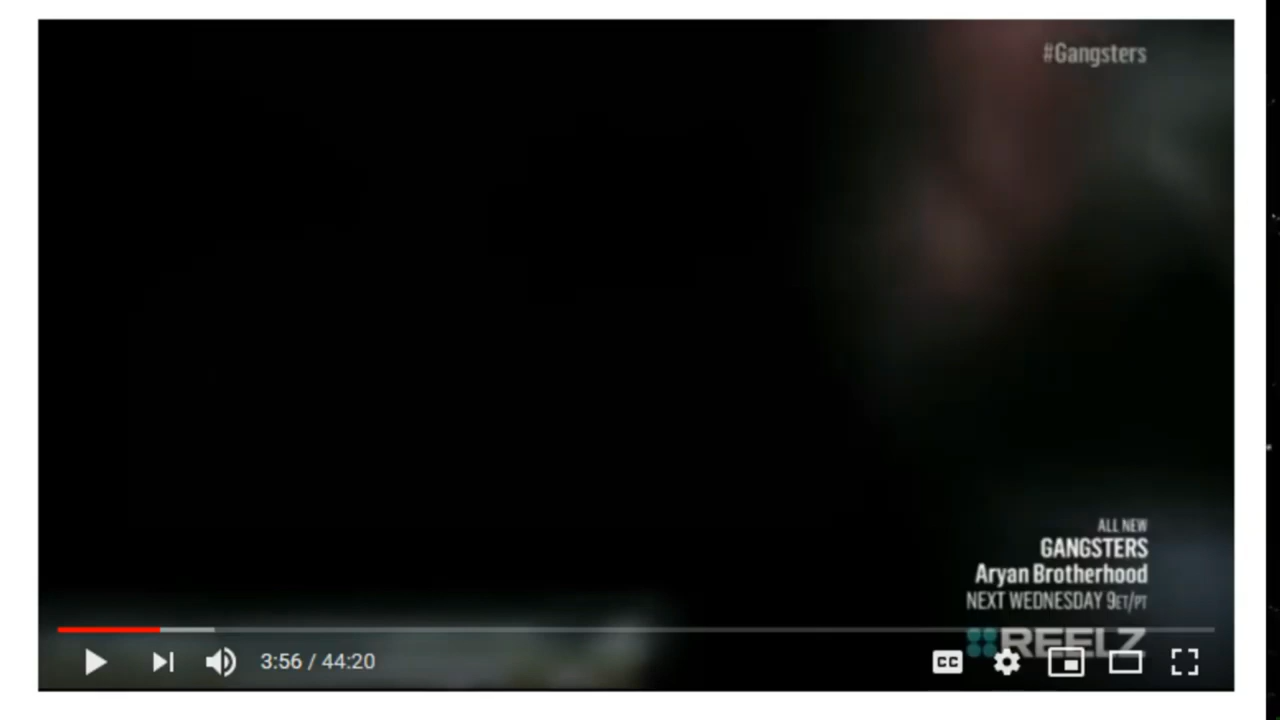 #Gangsters
ALL NEW
GANGSTERS
Aryan Brotherhood
NEXT WEDNESDAY 9ET/PT
REELZ
3:56 / 44:20
CC